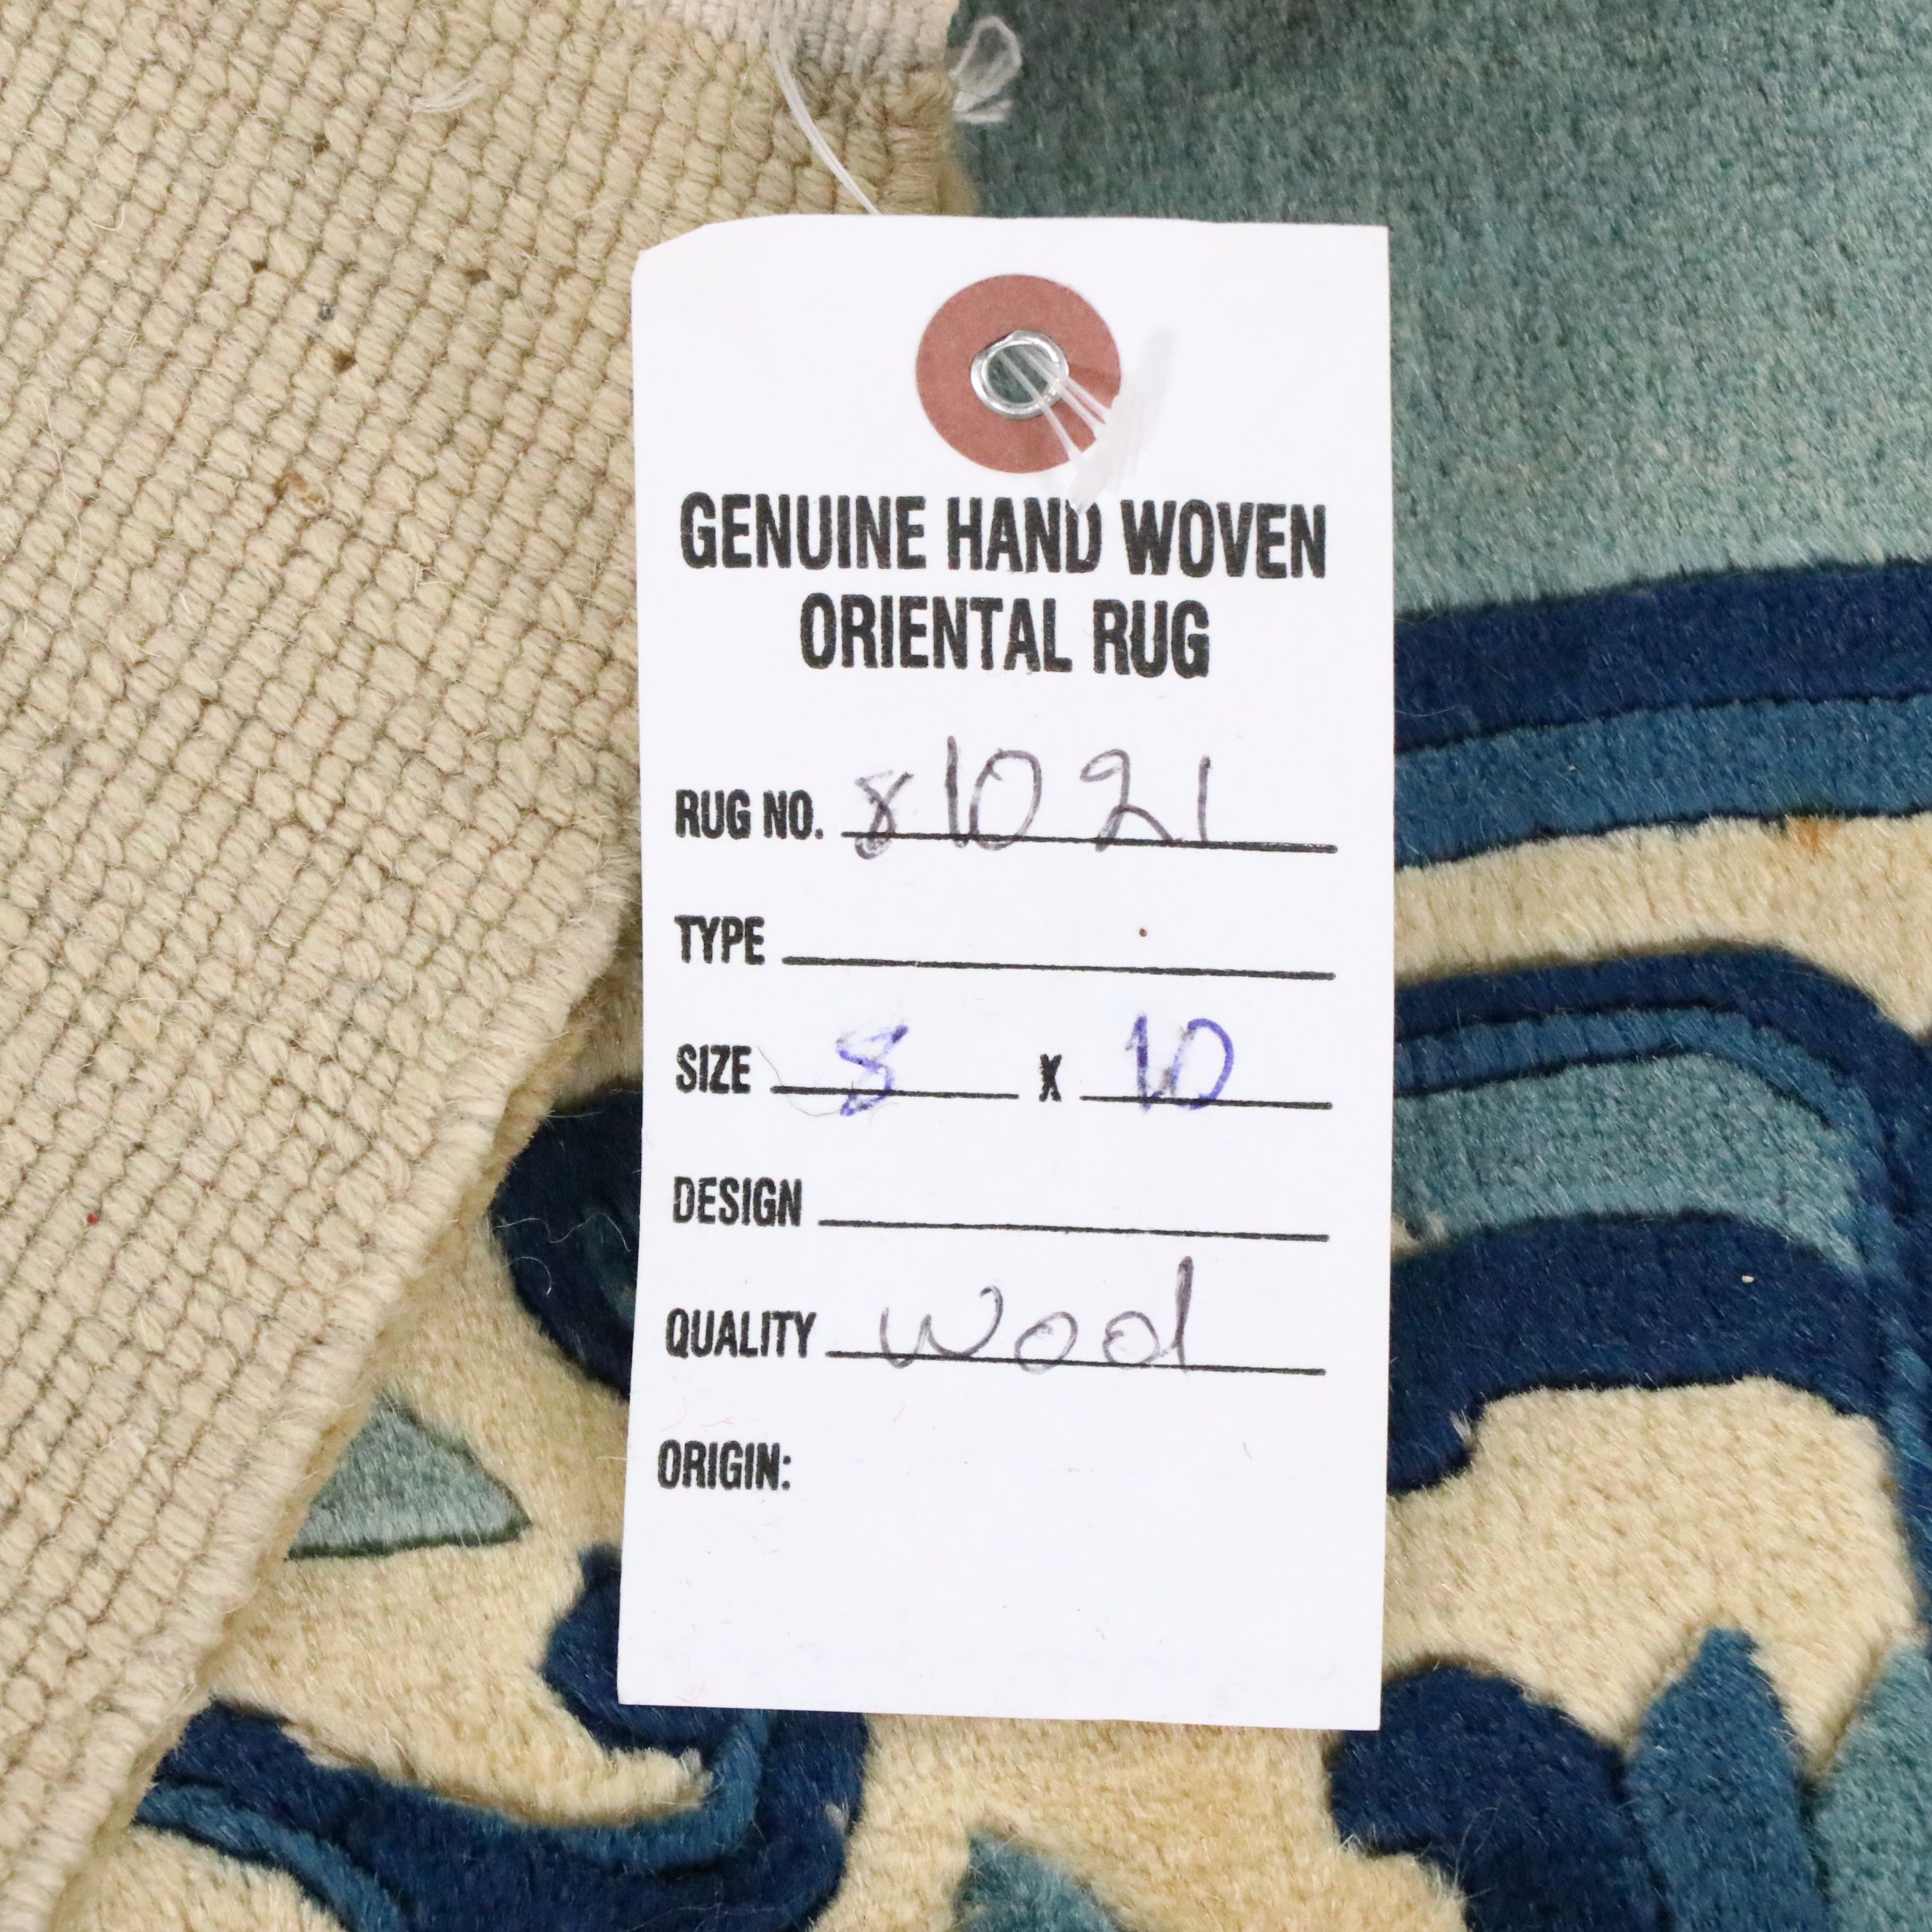 GENUINE HAND WOVEN
ORIENTAL RUG
RUG NO. 81021
TYPE
SIZE 8 X 10
DESIGN
QUALITY Wool
ORIGIN: